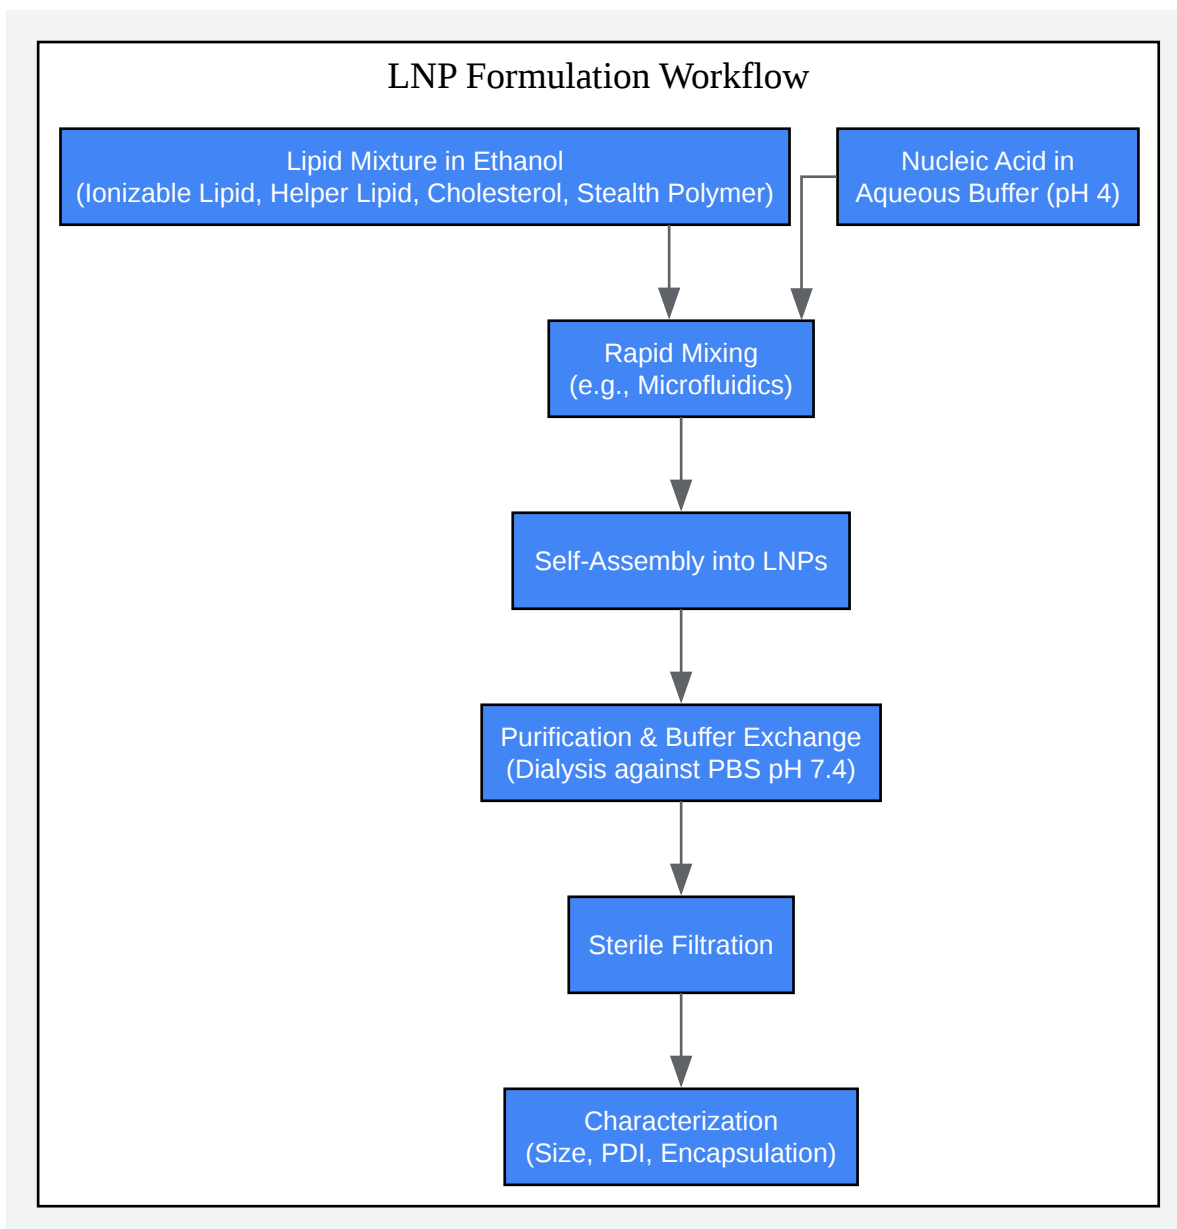 LNP Formulation Workflow
Lipid Mixture in Ethanol
(Ionizable Lipid, Helper Lipid, Cholesterol, Stealth Polymer)
Nucleic Acid in
Aqueous Buffer (pH 4)
Rapid Mixing
(e.g., Microfluidics)
Self-Assembly into LNPs
Purification & Buffer Exchange
(Dialysis against PBS pH 7.4)
Sterile Filtration
Characterization
(Size, PDI, Encapsulation)